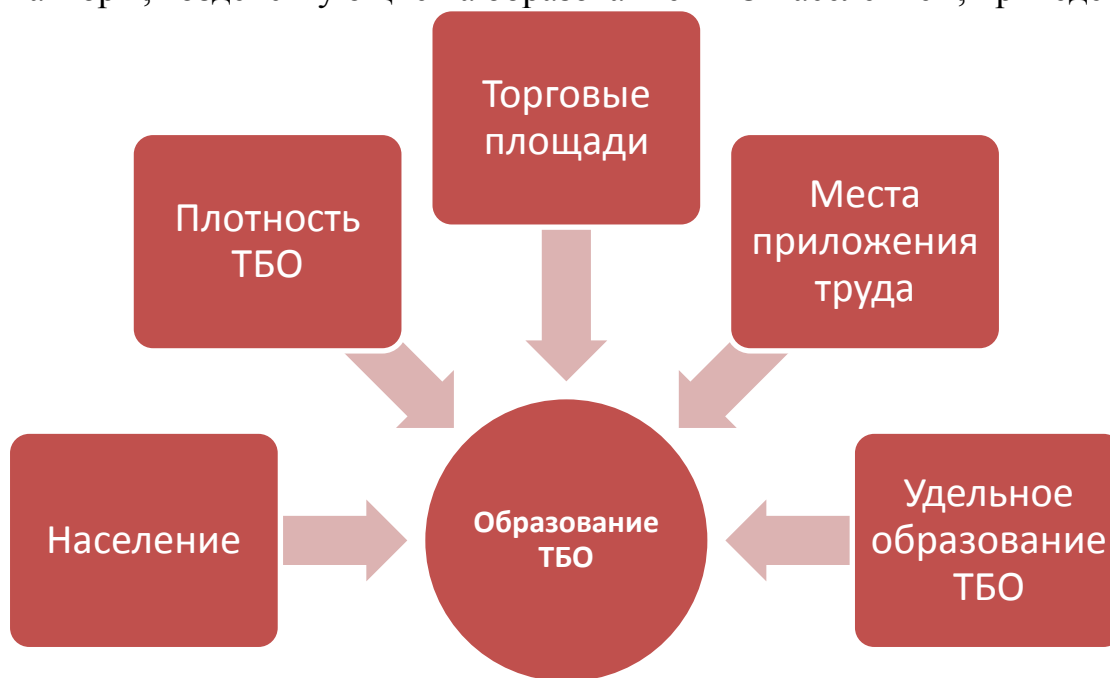 Торговые
площади
Плотность
ТБО
Места
приложения
труда
Население
Образование
ТБО
Удельное
образование
ТБО